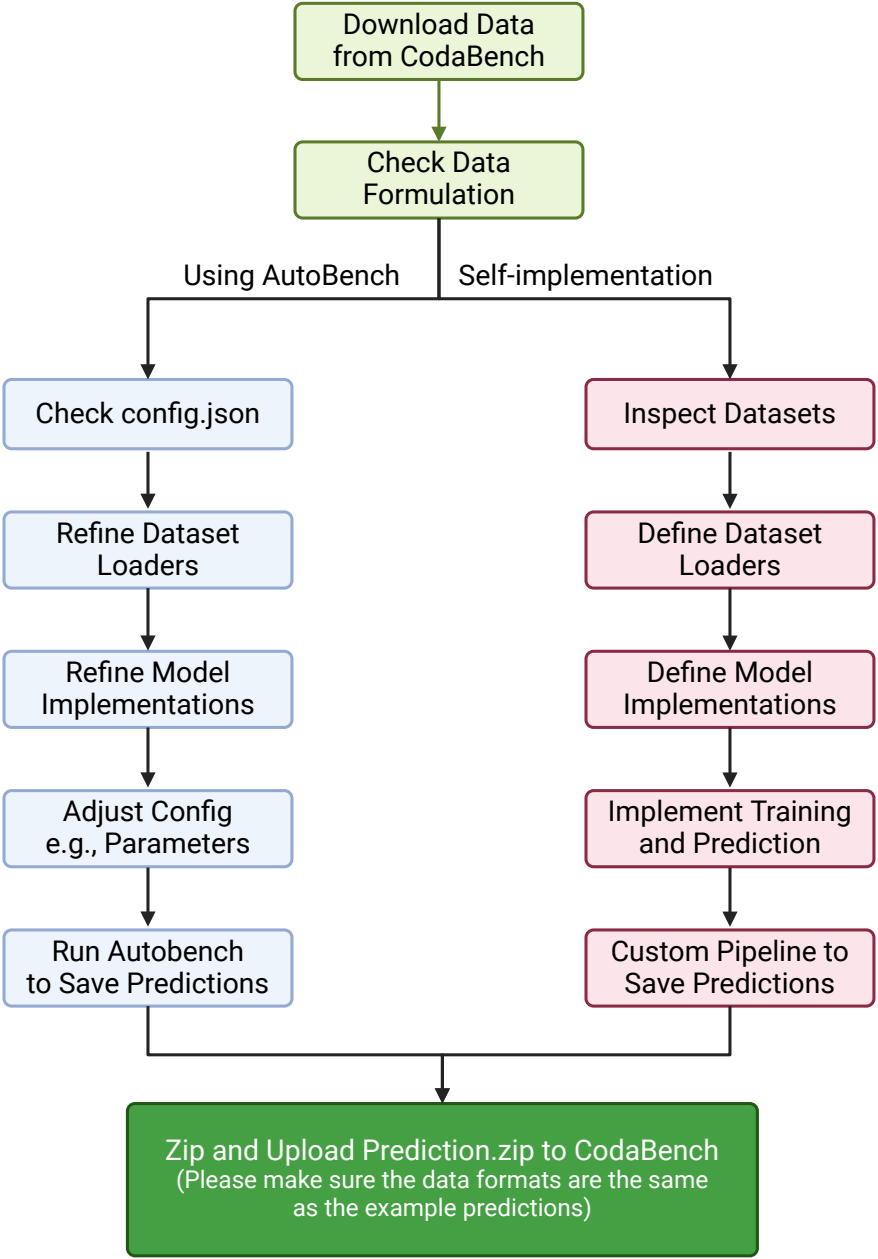 Download Data
from CodaBench
Check Data
Formulation
Using AutoBench
Self-implementation
Check config.json
Refine Dataset
Loaders
Refine Model
Implementations
Adjust Config
e.g., Parameters
Run Autobench
to Save Predictions
Inspect Datasets
Define Dataset
Loaders
Define Model
Implementations
Implement Training
and Prediction
Custom Pipeline to
Save Predictions
Zip and Upload Prediction.zip to CodaBench
(Please make sure the data formats are the same
as the example predictions)